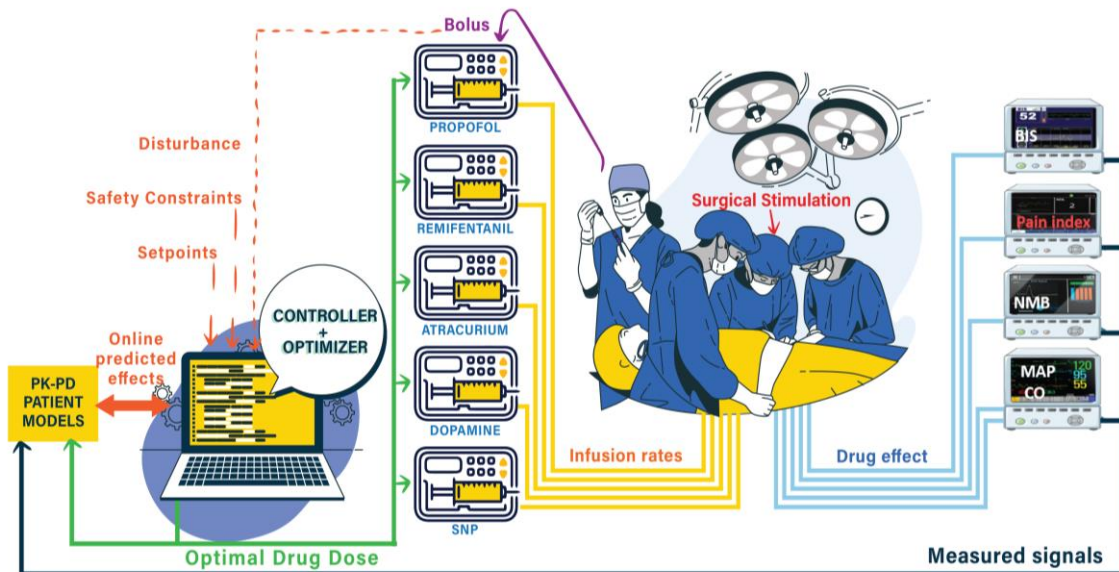 Bolus
PROPOFOL
Disturbance
Safety Constraints
Setpoints
REMIFENTANIL
Surgical Stimulation
52
BIS
2
Pain index
CONTROLLER
+
OPTIMIZER
ATRACURIUM
NMB
Online
predicted
effects
PK-PD
PATIENT
MODELS
DOPAMINE
MAP
CO
120
95
55
Infusion rates
Drug effect
SNP
Optimal Drug Dose
Measured signals